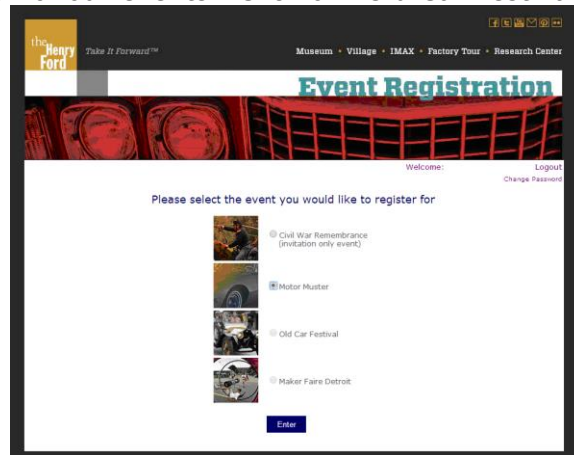 the
Henry
Ford
Take It Forward™
Museum • Village • IMAX • Factory Tour • Research Center
Event Registration
Welcome:
Logout
Change Password
Please select the event you would like to register for
Civil War Remembrance
(invitation only event)
Motor Muster
Old Car Festival
Maker Faire Detroit
Enter